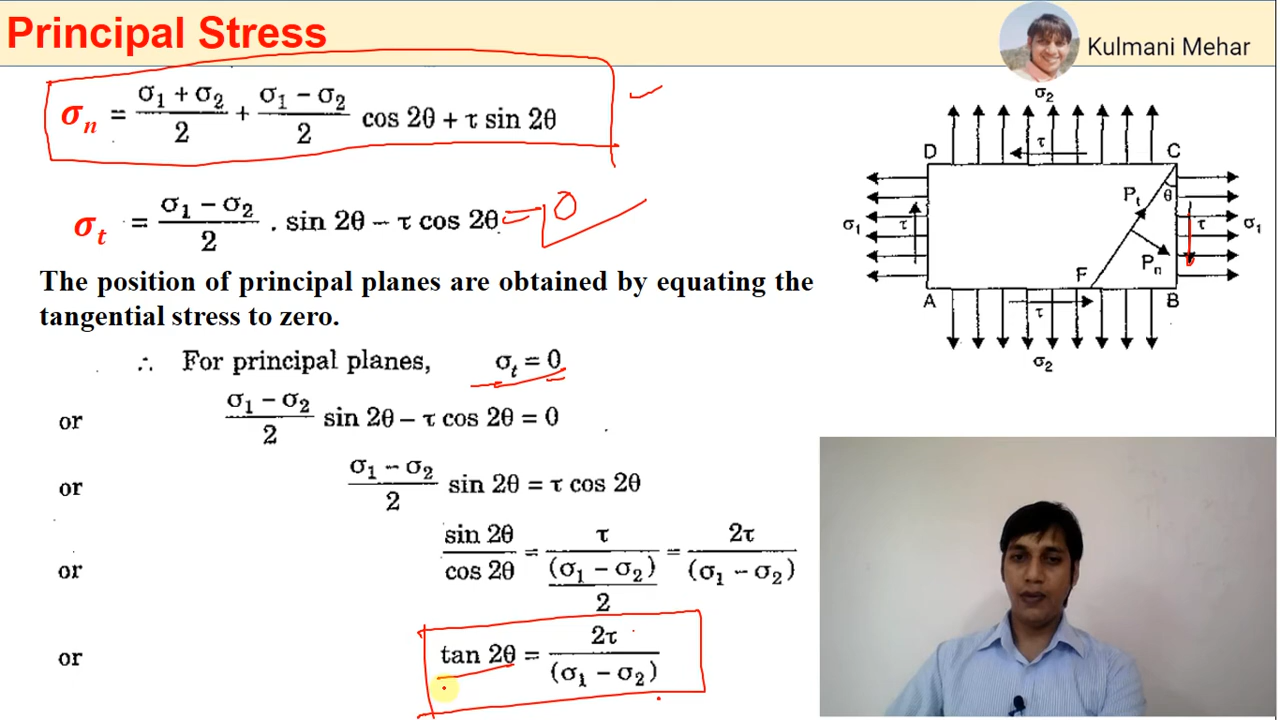 Principal Stress
Kulmani Mehar
σn = (σ1 + σ2)/2 + (σ1 − σ2)/2 cos 2θ + τ sin 2θ
σt = (σ1 − σ2)/2 . sin 2θ − τ cos 2θ = 0
The position of principal planes are obtained by equating the
tangential stress to zero.
∴ For principal planes, σt = 0
or (σ1 − σ2)/2 sin 2θ − τ cos 2θ = 0
or (σ1 − σ2)/2 sin 2θ = τ cos 2θ
or sin 2θ/cos 2θ = τ/((σ1 − σ2)/2) = 2τ/(σ1 − σ2)
or tan 2θ = 2τ/(σ1 − σ2)
σ2
D τ C
Pt θ
σ1 τ τ σ1
Pn
F
A τ B
σ2